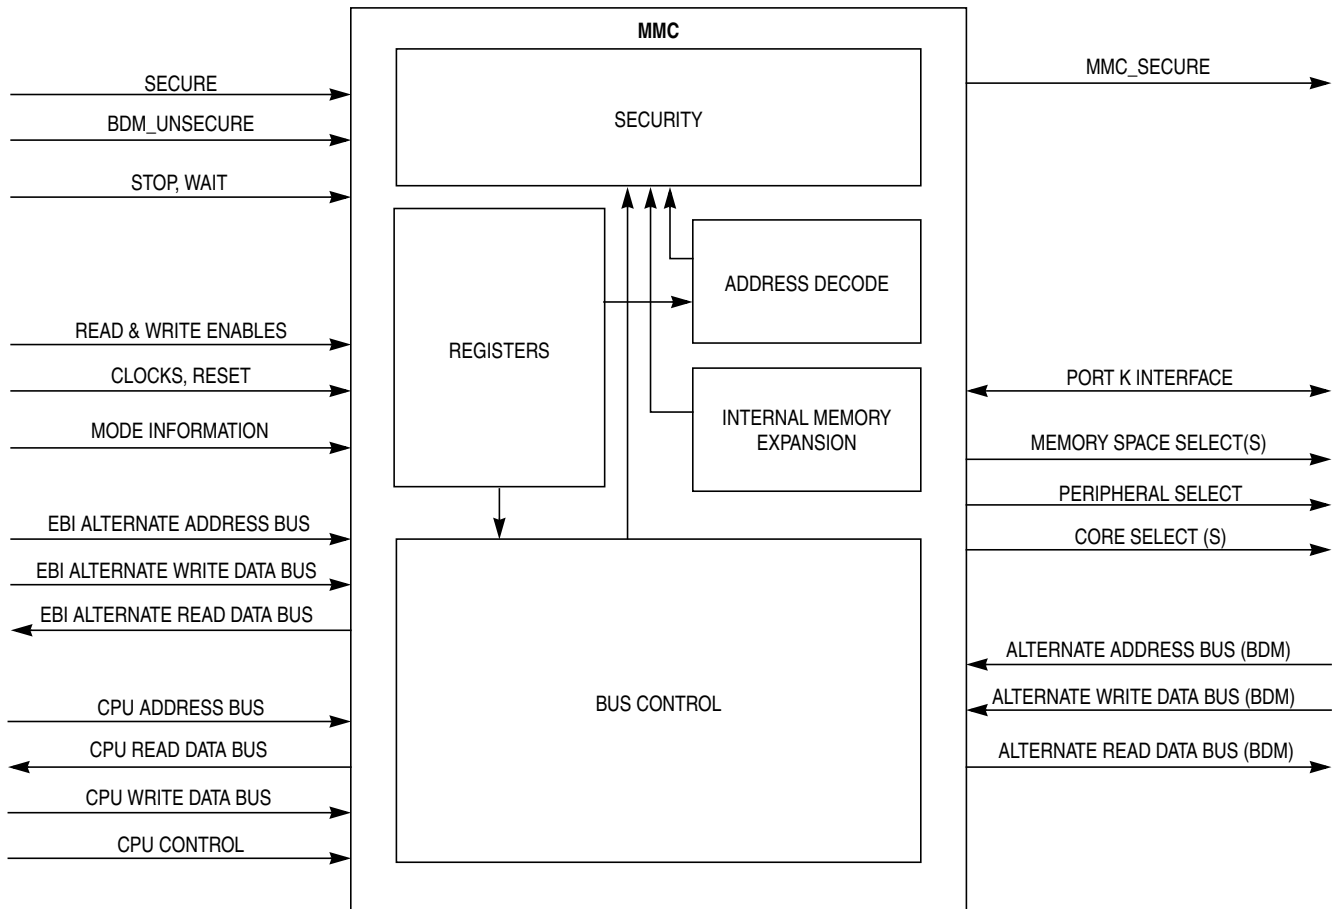 MMC
SECURE
BDM_UNSECURE
STOP, WAIT
READ & WRITE ENABLES
CLOCKS, RESET
MODE INFORMATION
EBI ALTERNATE ADDRESS BUS
EBI ALTERNATE WRITE DATA BUS
EBI ALTERNATE READ DATA BUS
CPU ADDRESS BUS
CPU READ DATA BUS
CPU WRITE DATA BUS
CPU CONTROL
SECURITY
REGISTERS
ADDRESS DECODE
INTERNAL MEMORY
EXPANSION
BUS CONTROL
MMC_SECURE
PORT K INTERFACE
MEMORY SPACE SELECT(S)
PERIPHERAL SELECT
CORE SELECT (S)
ALTERNATE ADDRESS BUS (BDM)
ALTERNATE WRITE DATA BUS (BDM)
ALTERNATE READ DATA BUS (BDM)